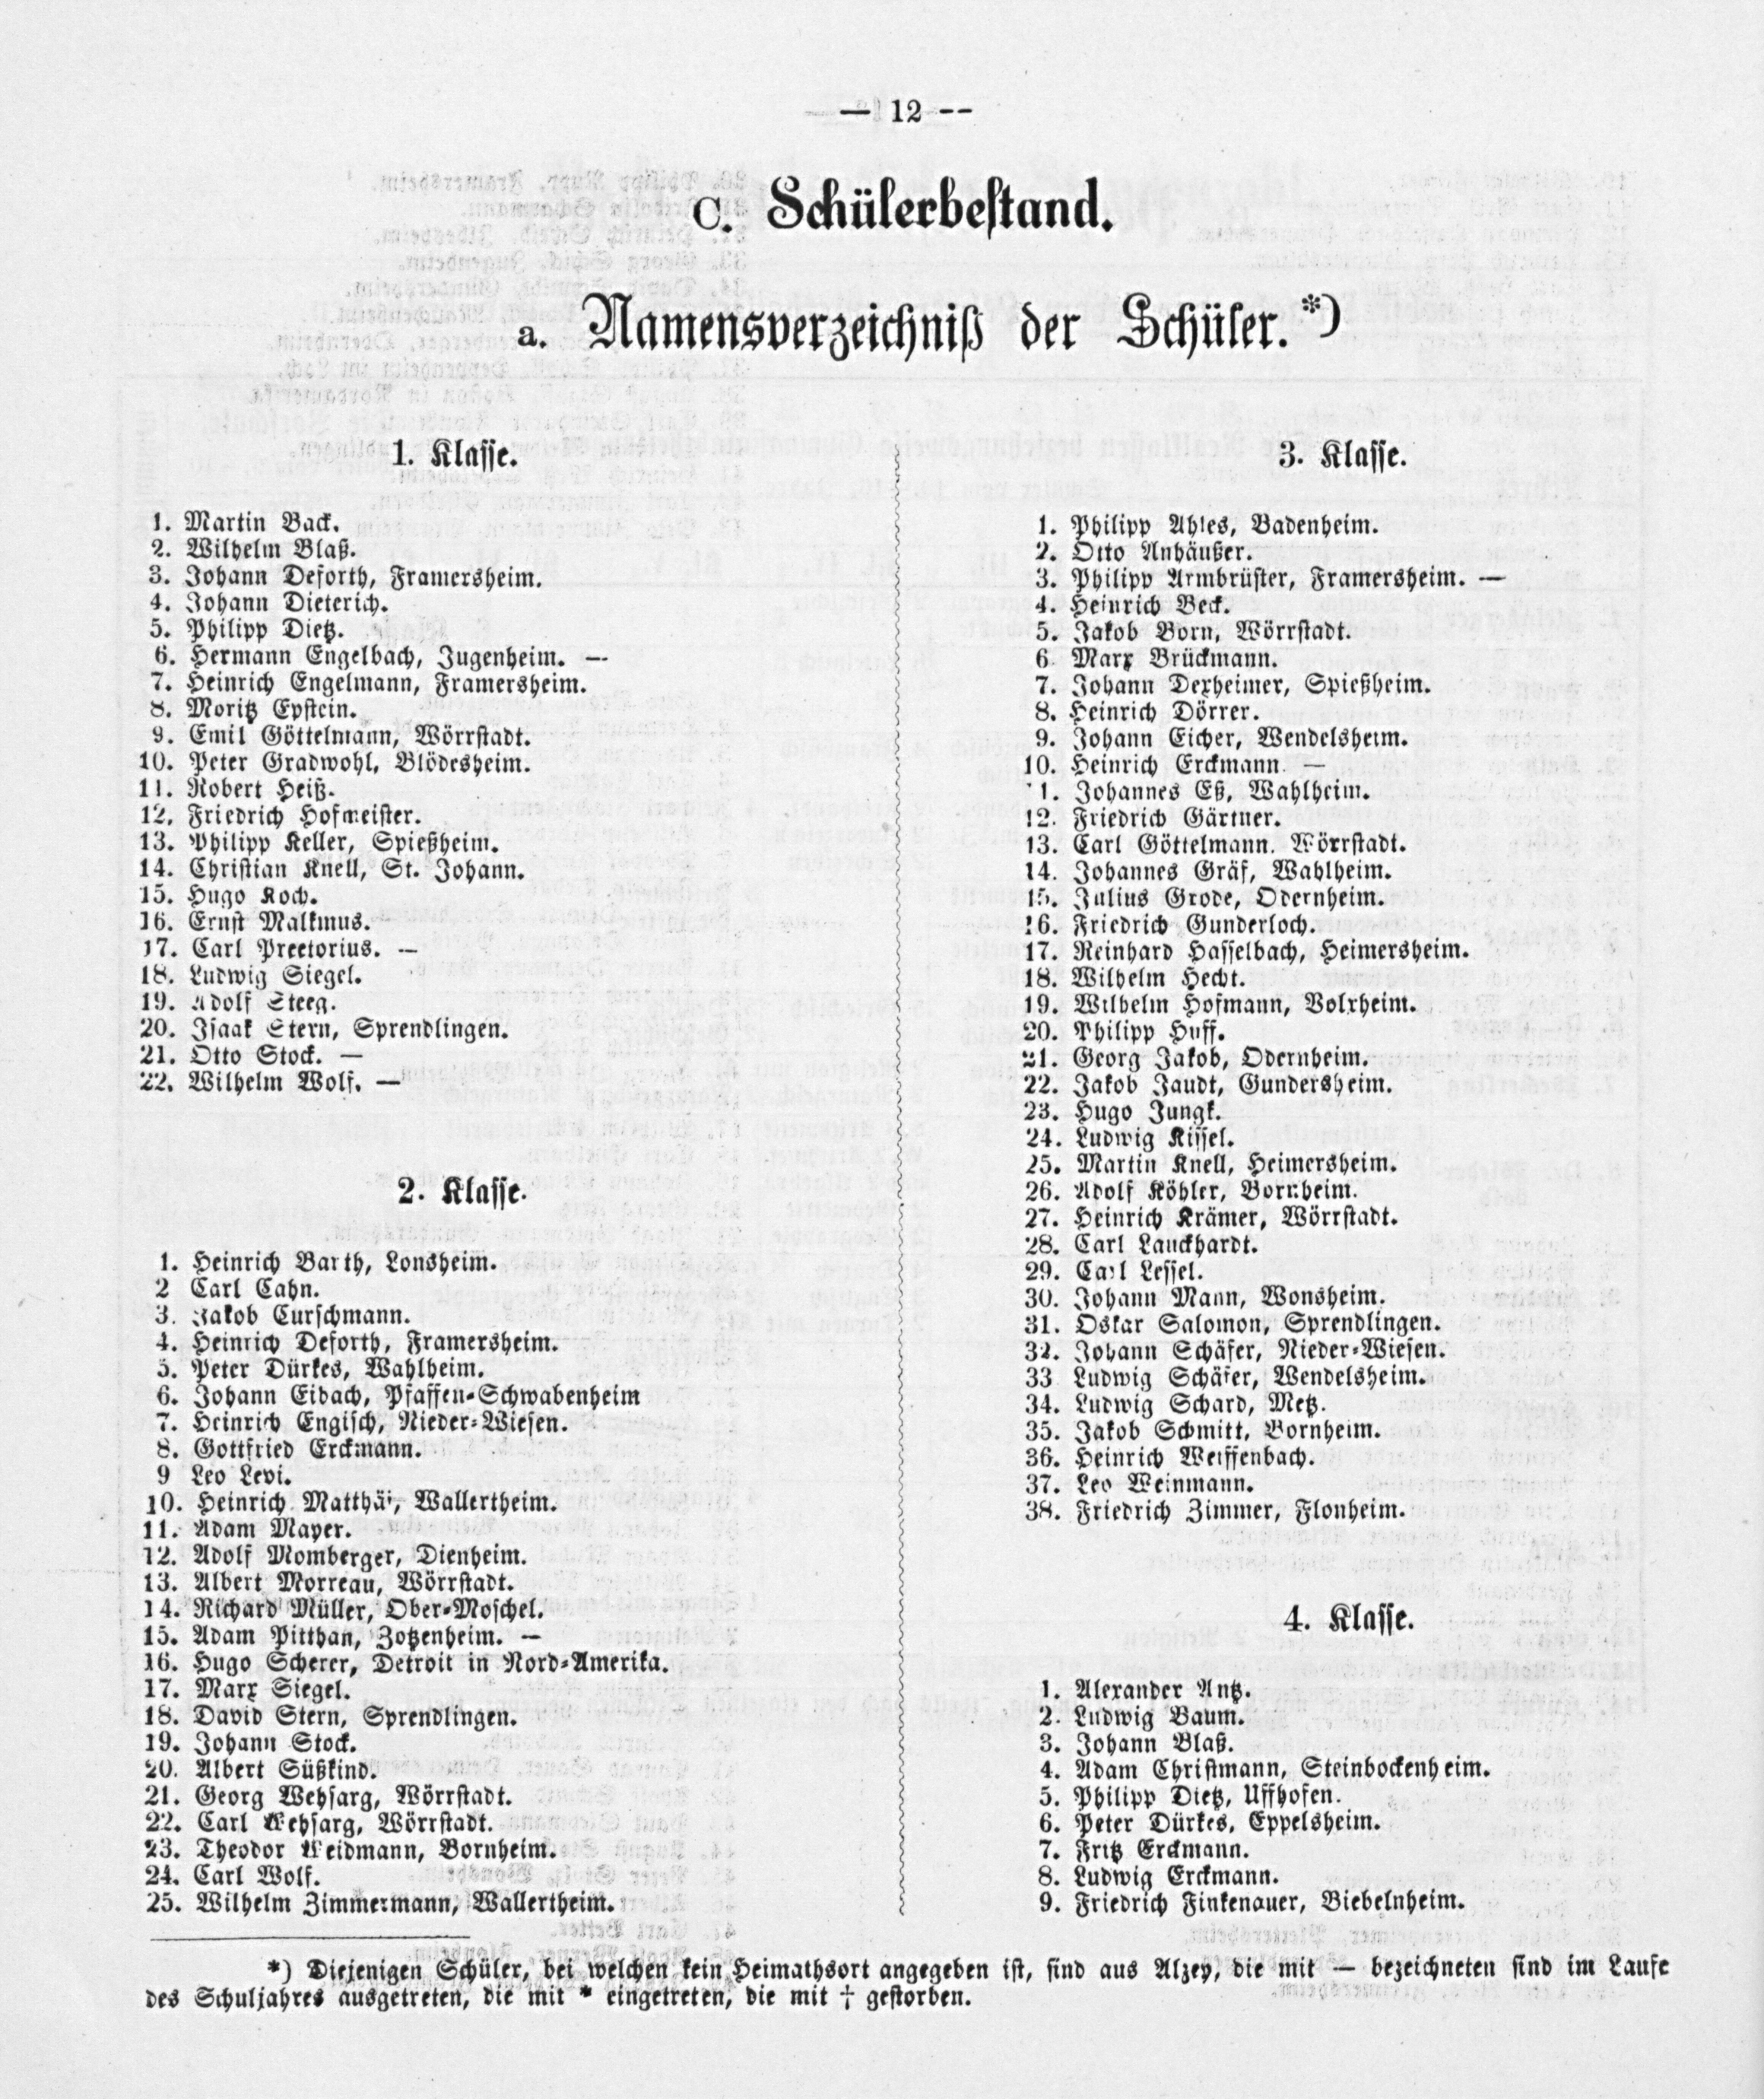 — 12 --
C. Schülerbestand.
a. Namensverzeichniß der Schüler.*)
1. Klasse.
1. Martin Back.
2. Wilhelm Blaß.
3. Johann Deforth, Framersheim.
4. Johann Dieterich.
5. Philipp Dietz.
6. Hermann Engelbach, Jugenheim. —
7. Heinrich Engelmann, Framersheim.
8. Moritz Epstein.
9. Emil Göttelmann, Wörrstadt.
10. Peter Gradwohl, Blödesheim.
11. Robert Heiß.
12. Friedrich Hofmeister.
13. Philipp Keller, Spießheim.
14. Christian Knell, St. Johann.
15. Hugo Koch.
16. Ernst Malkmus.
17. Carl Preetorius. —
18. Ludwig Siegel.
19. Adolf Steeg.
20. Isaak Stern, Sprendlingen.
21. Otto Stock. —
22. Wilhelm Wolf. —
2. Klasse.
1. Heinrich Barth, Lonsheim.
2 Carl Cahn.
3. Jakob Curschmann.
4. Heinrich Deforth, Framersheim.
5. Peter Dürkes, Wahlheim.
6. Johann Eibach, Pfaffen-Schwabenheim
7. Heinrich Engisch, Nieder-Wiesen.
8. Gottfried Erckmann.
9 Leo Levi.
10. Heinrich Matthäi, Wallertheim.
11. Adam Mayer.
12. Adolf Momberger, Dienheim.
13. Albert Morreau, Wörrstadt.
14. Richard Müller, Ober-Moschel.
15. Adam Pitthan, Zotzenheim. —
16. Hugo Scherer, Detroit in Nord-Amerika.
17. Marx Siegel.
18. David Stern, Sprendlingen.
19. Johann Stock.
20. Albert Süßkind.
21. Georg Weysarg, Wörrstadt.
22. Carl Weysarg, Wörrstadt.
23. Theodor Weidmann, Bornheim.
24. Carl Wolf.
25. Wilhelm Zimmermann, Wallertheim.
3. Klasse.
1. Philipp Ahles, Badenheim.
2. Otto Anhäußer.
3. Philipp Armbrüster, Framersheim. —
4. Heinrich Beck.
5. Jakob Born, Wörrstadt.
6 Marx Brückmann.
7. Johann Dexheimer, Spießheim.
8. Heinrich Dörrer.
9. Johann Eicher, Wendelsheim.
10. Heinrich Erckmann. —
11. Johannes Eß, Wahlheim.
12. Friedrich Gärtner.
13. Carl Göttelmann. Wörrstadt.
14. Johannes Gräf, Wahlheim.
15. Julius Grode, Odernheim.
16. Friedrich Gunderloch.
17. Reinhard Hasselbach, Heimersheim.
18. Wilhelm Hecht.
19. Wilhelm Hofmann, Volxheim.
20. Philipp Huff.
21. Georg Jakob, Odernheim.
22. Jakob Jaudt, Gundersheim.
23. Hugo Jungk.
24. Ludwig Kissel.
25. Martin Knell, Heimersheim.
26. Adolf Köhler, Bornheim.
27. Heinrich Krämer, Wörrstadt.
28. Carl Lauckhardt.
29. Carl Lessel.
30. Johann Mann, Wonsheim.
31. Oskar Salomon, Sprendlingen.
32. Johann Schäfer, Nieder-Wiesen.
33 Ludwig Schäfer, Wendelsheim.
34. Ludwig Schard, Metz.
35. Jakob Schmitt, Bornheim.
36. Heinrich Weiffenbach.
37. Leo Weinmann.
38. Friedrich Zimmer, Flonheim.
4. Klasse.
1. Alexander Antz.
2. Ludwig Baum.
3. Johann Blaß.
4. Adam Christmann, Steinbockenheim.
5. Philipp Dietz, Uffhofen.
6. Peter Dürkes, Eppelsheim.
7. Fritz Erckmann.
8. Ludwig Erckmann.
9. Friedrich Finkenauer, Biebelnheim.
*) Diejenigen Schüler, bei welchen kein Heimathsort angegeben ist, sind aus Alzey, die mit — bezeichneten sind im Laufe
des Schuljahres ausgetreten, die mit * eingetreten, die mit † gestorben.